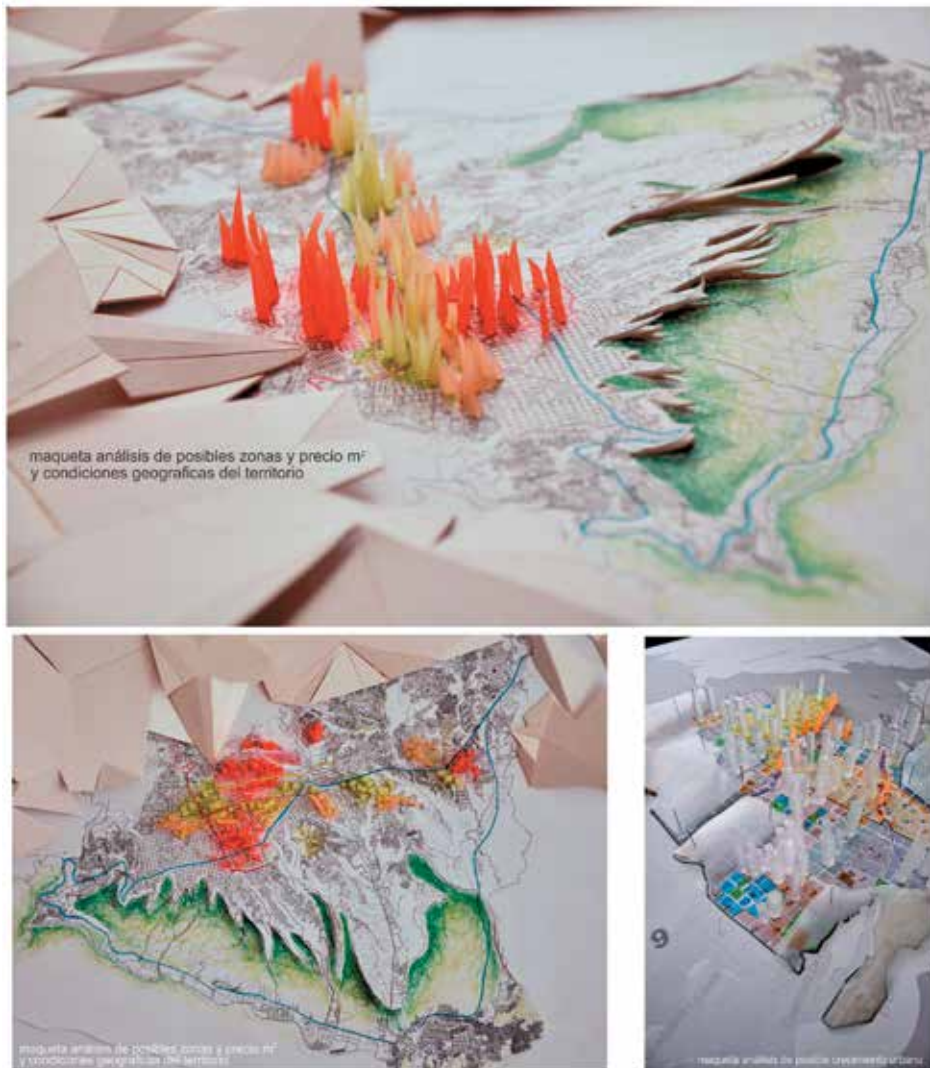 maqueta análisis de posibles zonas y precio m²
y condiciones geograficas del territorio
maqueta análisis de posibles zonas y precio m²
y condiciones geograficas del territorio
9
maqueta análisis de posible crecimiento urbano